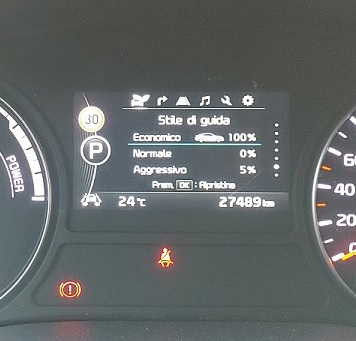 30
Stile di guida
Economico 100%
P
Normale 0%
Aggressivo 5%
Prem. OK : Ripristina
24°C 27489 km
POWER
60
40
20
0